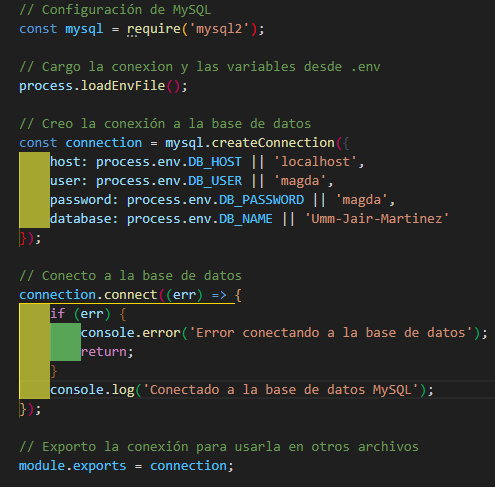 // Configuración de MySQL
const mysql = require('mysql2');
// Cargo la conexion y las variables desde .env
process.loadEnvFile();
// Creo la conexión a la base de datos
const connection = mysql.createConnection({
host: process.env.DB_HOST || 'localhost',
user: process.env.DB_USER || 'magda',
password: process.env.DB_PASSWORD || 'magda',
database: process.env.DB_NAME || 'Umm-Jair-Martinez'
});
// Conecto a la base de datos
connection.connect((err) => {
if (err) {
console.error('Error conectando a la base de datos');
return;
}
console.log('Conectado a la base de datos MySQL');
});
// Exporto la conexión para usarla en otros archivos
module.exports = connection;